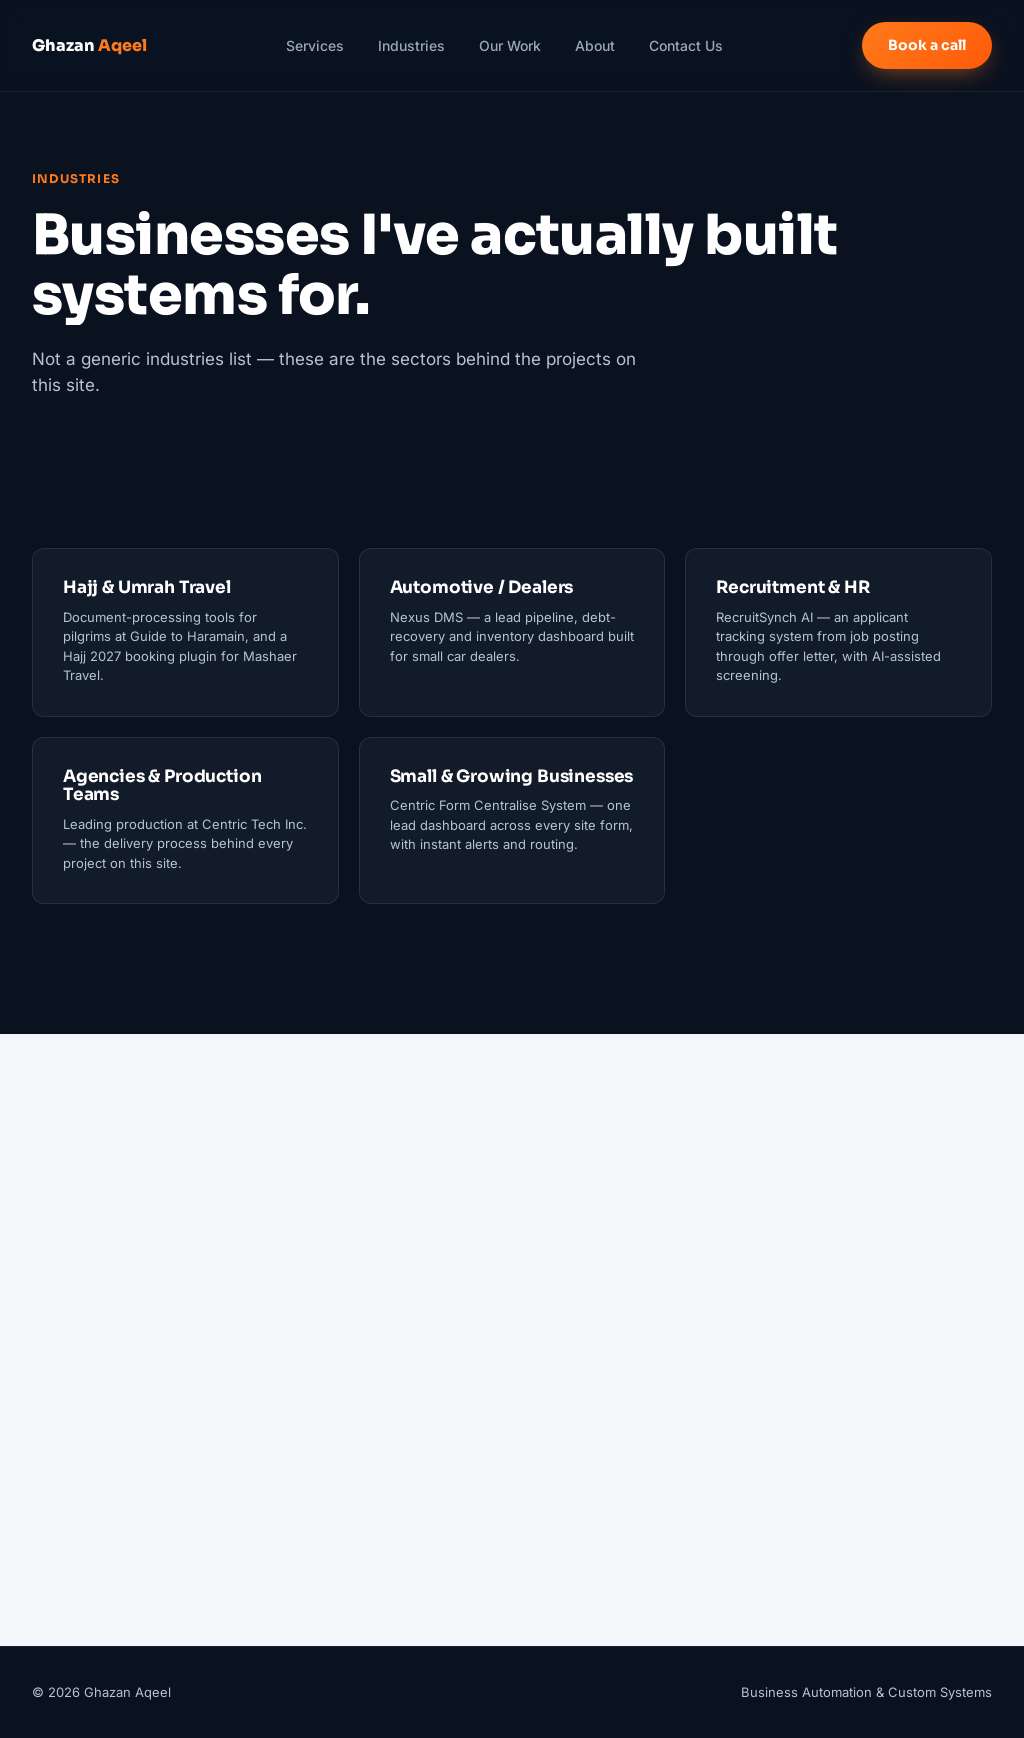 Ghazan Aqeel
Services
Industries
Our Work
About
Contact Us
Book a call
INDUSTRIES
Businesses I've actually built
systems for.
Not a generic industries list — these are the sectors behind the projects on
this site.
Hajj & Umrah Travel
Document-processing tools for
pilgrims at Guide to Haramain, and a
Hajj 2027 booking plugin for Mashaer
Travel.
Automotive / Dealers
Nexus DMS — a lead pipeline, debt-
recovery and inventory dashboard built
for small car dealers.
Recruitment & HR
RecruitSynch AI — an applicant
tracking system from job posting
through offer letter, with AI-assisted
screening.
Agencies & Production
Teams
Leading production at Centric Tech Inc.
— the delivery process behind every
project on this site.
Small & Growing Businesses
Centric Form Centralise System — one
lead dashboard across every site form,
with instant alerts and routing.
© 2026 Ghazan Aqeel
Business Automation & Custom Systems